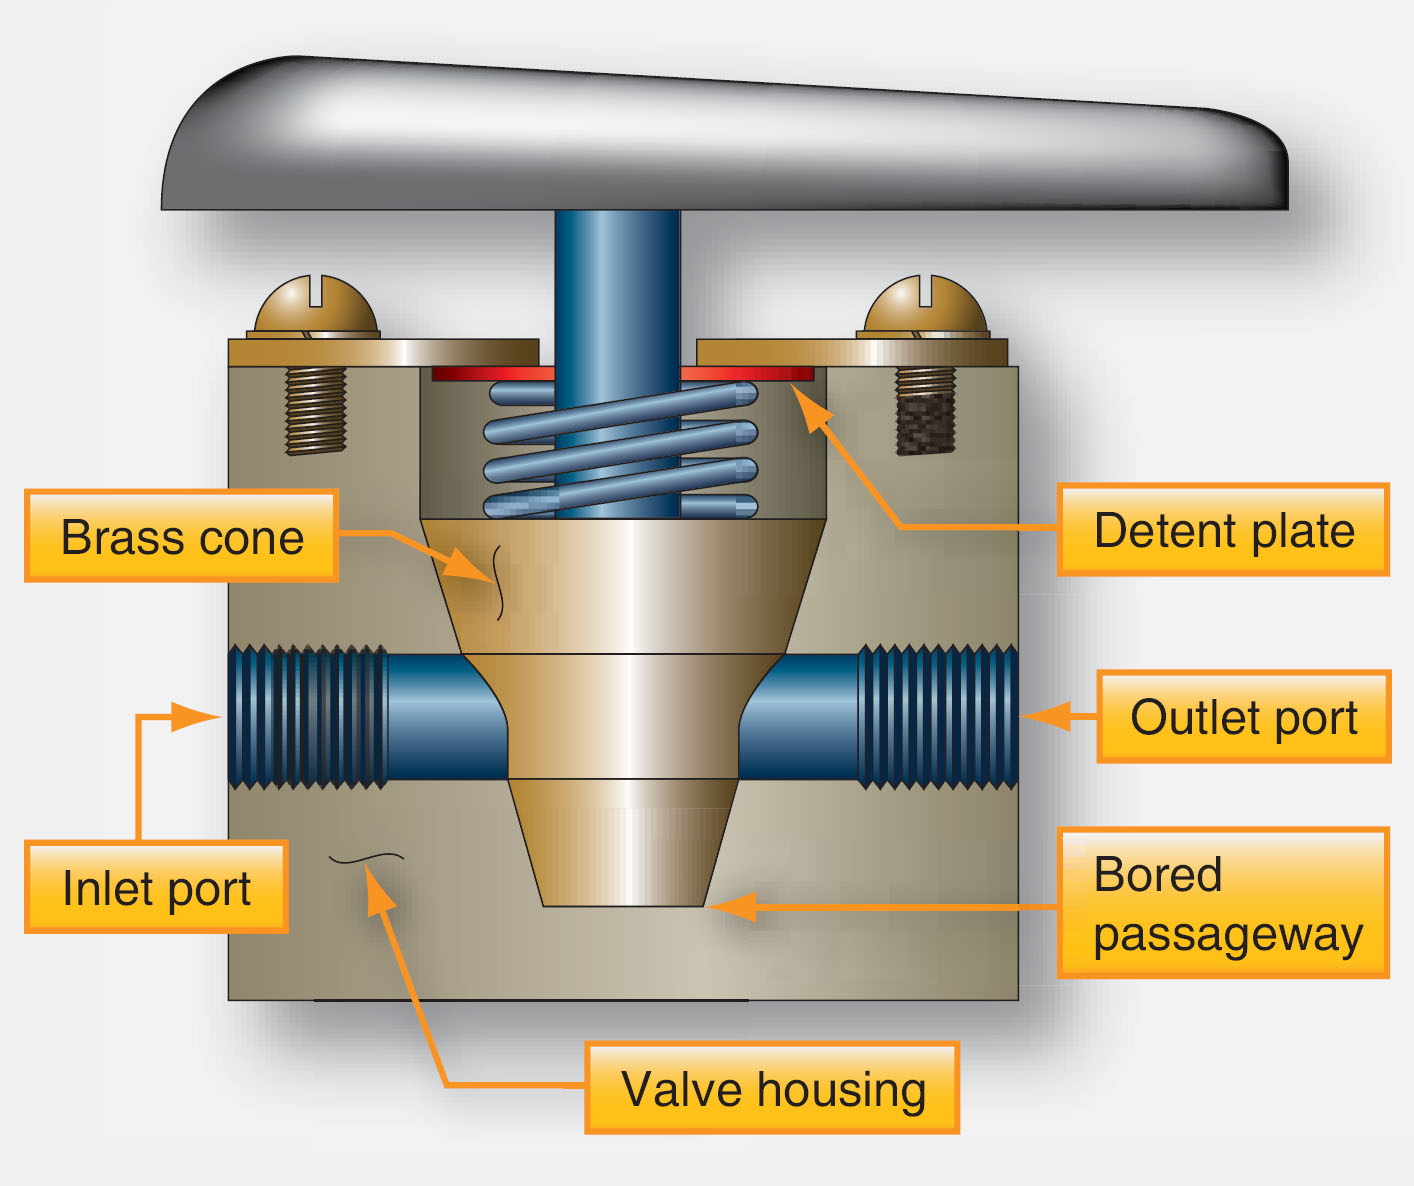 Brass cone
Detent plate
Outlet port
Inlet port
Bored
passageway
Valve housing